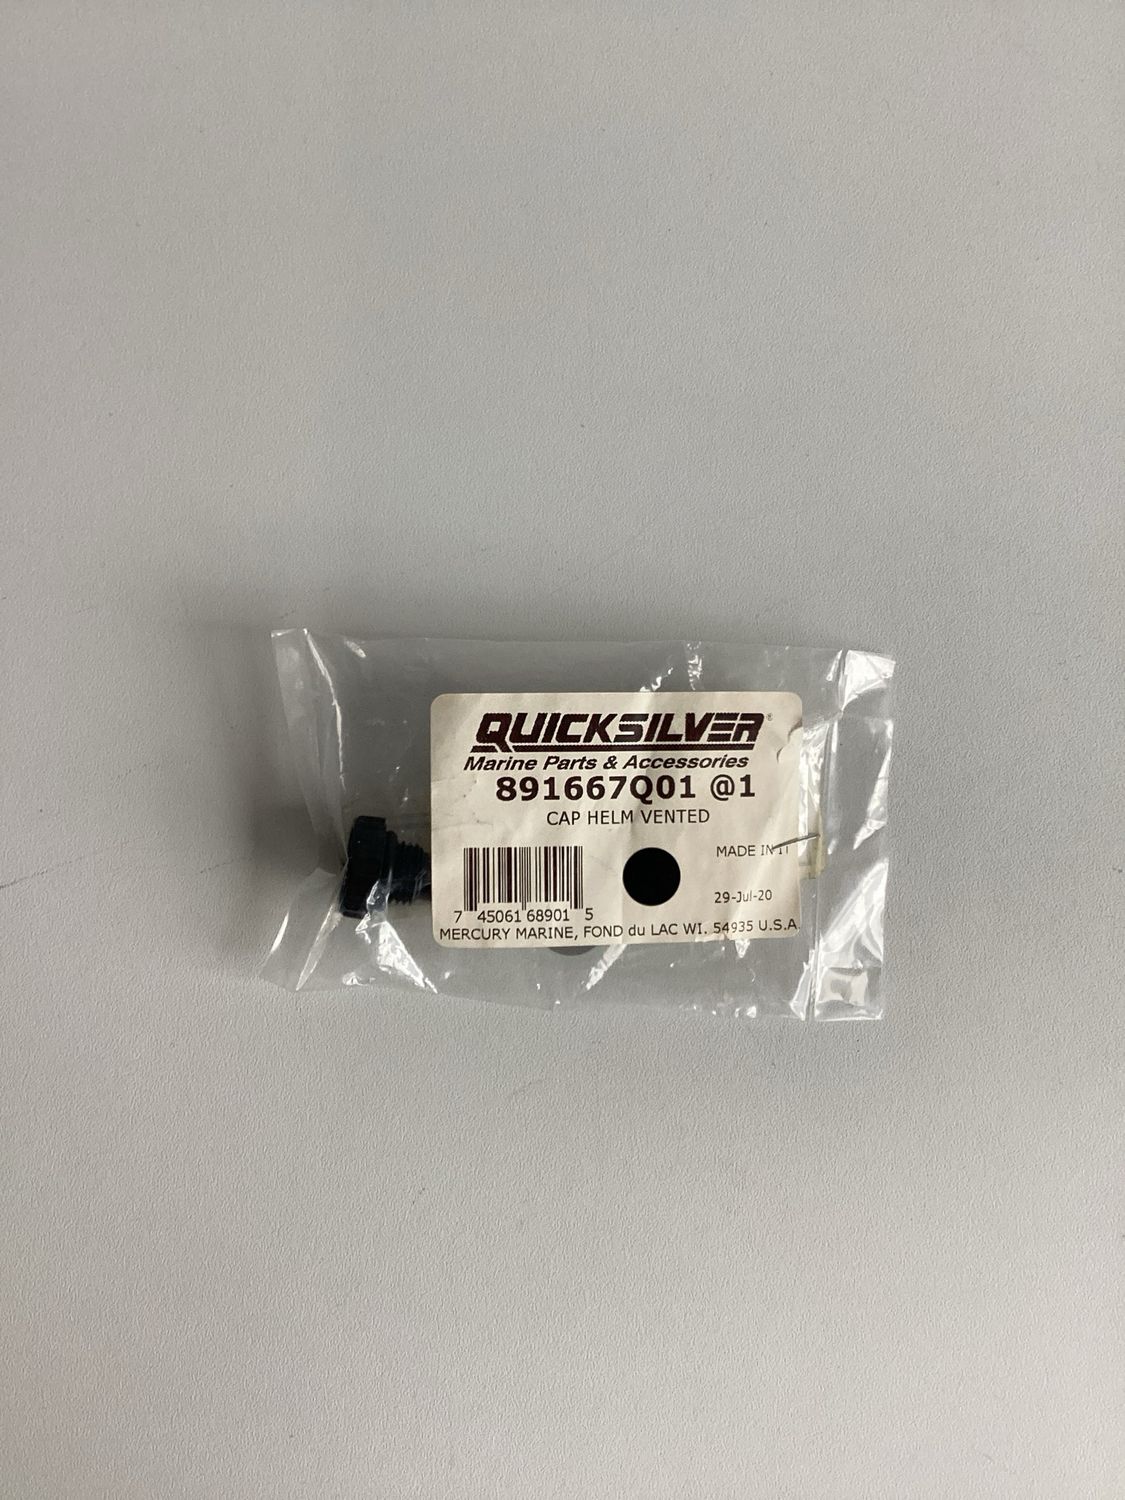 QUICKSILVER®
Marine Parts & Accessories
891667Q01 @1
CAP HELM VENTED
MADE IN IT
29-Jul-20
7 45061 68901 5
MERCURY MARINE, FOND du LAC WI. 54935 U.S.A.